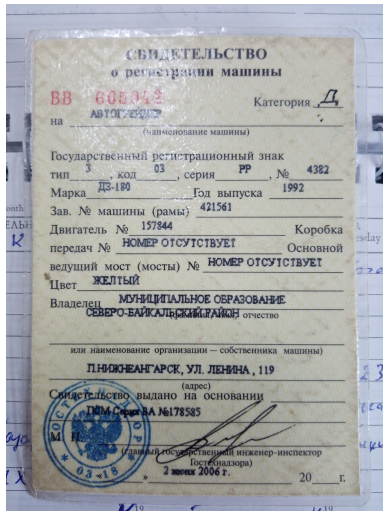 СВИДЕТЕЛЬСТВО
о регистрации машины
ВВ 605942 Категория Д
на АВТОГРЕЙДЕР
(наименование машины)
Государственный регистрационный знак
тип 3, код 03, серия РР, № 4382
Марка ДЗ-180 Год выпуска 1992
Зав. № машины (рамы) 421561
Двигатель № 157844 Коробка
передач № НОМЕР ОТСУТСТВУЕТ Основной
ведущий мост (мосты) № НОМЕР ОТСУТСТВУЕТ
Цвет ЖЕЛТЫЙ
Владелец МУНИЦИПАЛЬНОЕ ОБРАЗОВАНИЕ
СЕВЕРО-БАЙКАЛЬСКИЙ РАЙОН отчество
или наименование организации — собственника машины)
П.НИЖНЕАНГАРСК, УЛ. ЛЕНИНА , 119
(адрес)
Свидетельство выдано на основании
ПСМ Серия ВА №178585
М П
(главный государственный инженер-инспектор
Гостехнадзора)
" 2 июня 2006 г. 20 г.
ГОСТЕХНАДЗОР
03-18